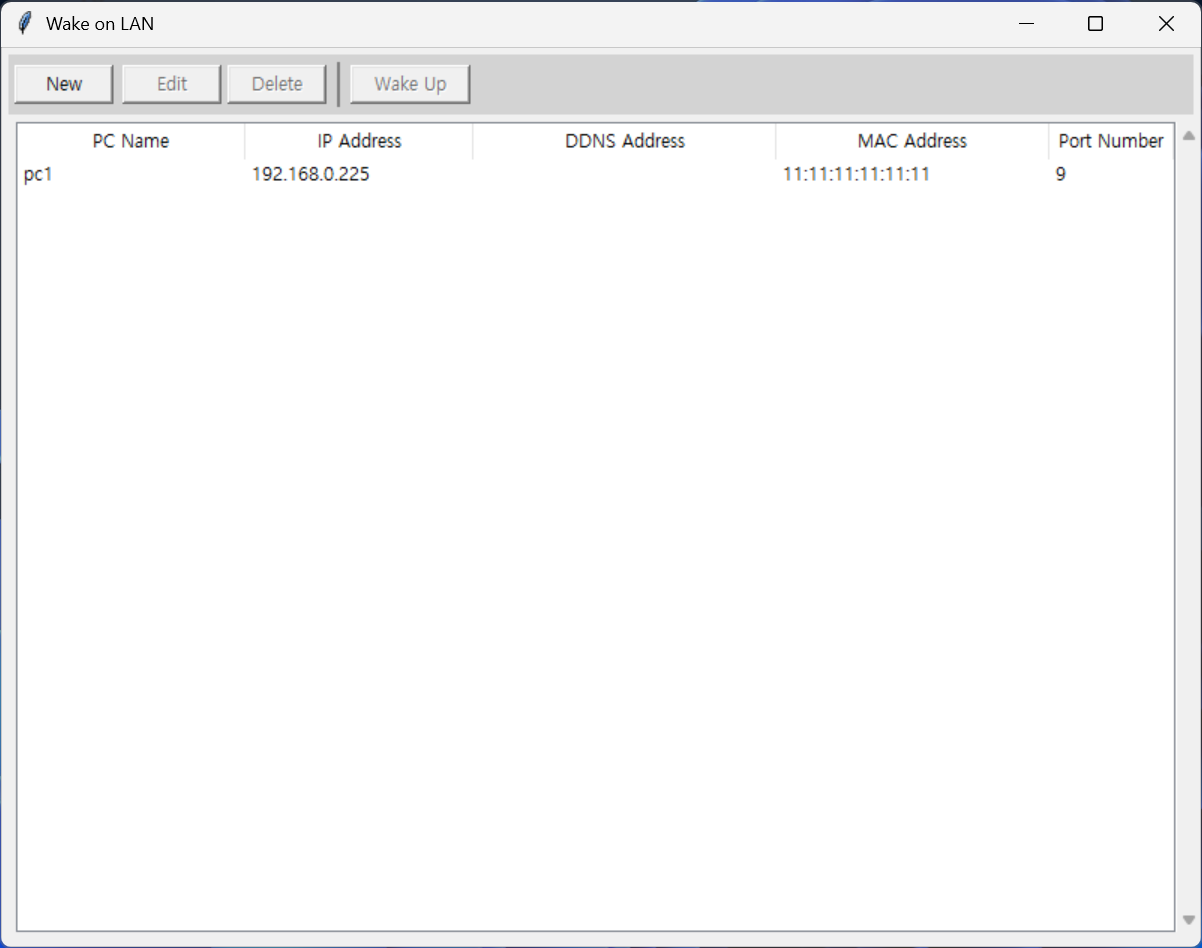 Wake on LAN
New Edit Delete Wake Up
PC Name IP Address DDNS Address MAC Address Port Number
pc1 192.168.0.225 11:11:11:11:11:11 9